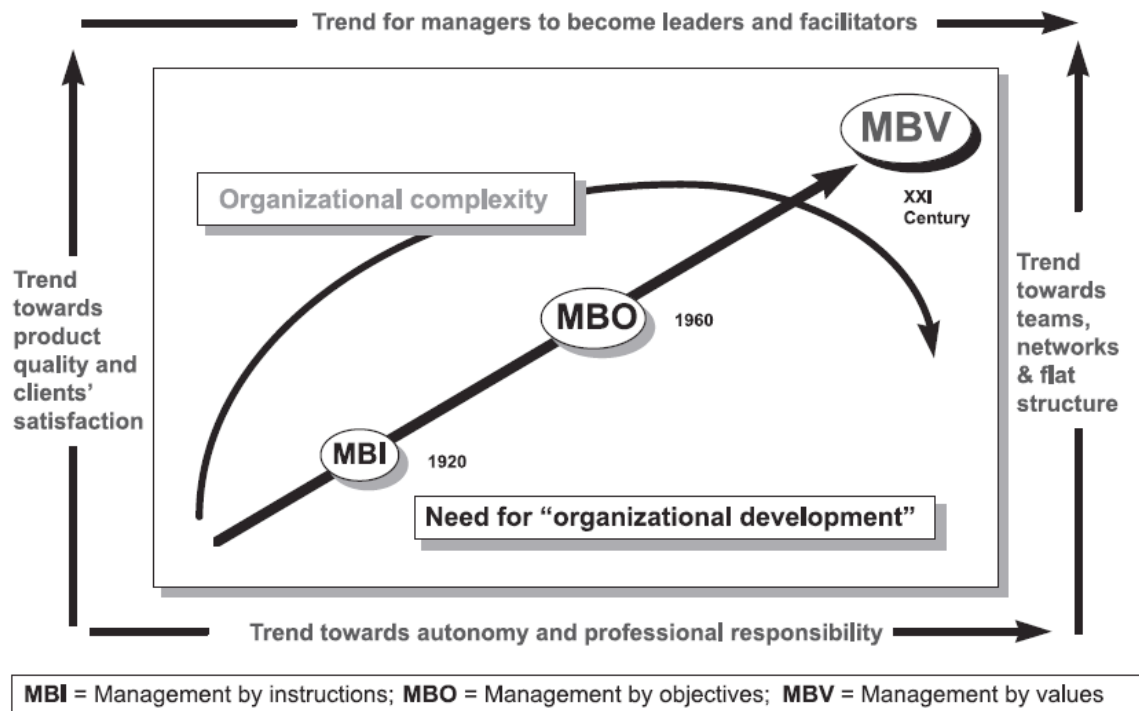 Trend for managers to become leaders and facilitators
MBV
XXI
Century
Organizational complexity
Trend
towards
product
quality and
clients’
satisfaction
MBO
1960
Trend
towards
teams,
networks
& flat
structure
MBI
1920
Need for “organizational development”
Trend towards autonomy and professional responsibility
MBI = Management by instructions; MBO = Management by objectives; MBV = Management by values